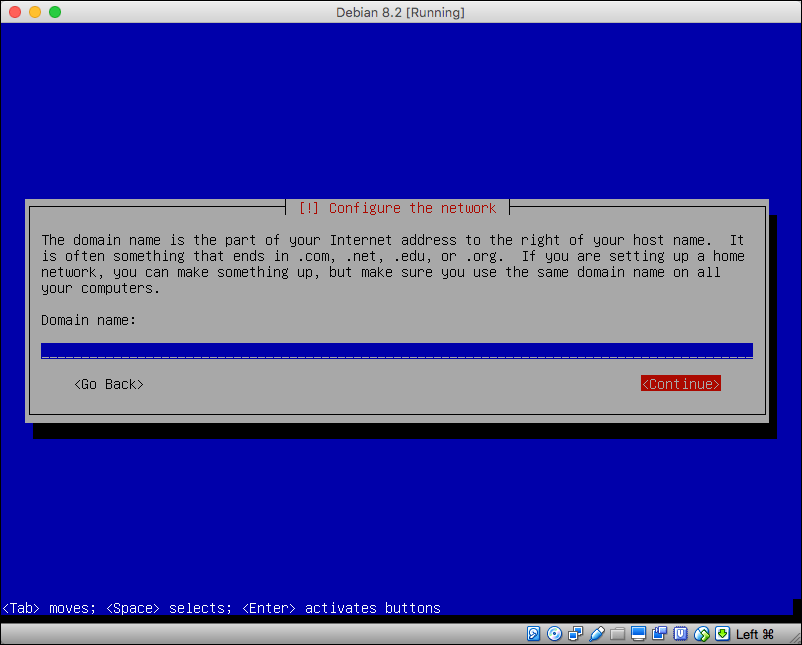 Debian 8.2 [Running]
[!] Configure the network
The domain name is the part of your Internet address to the right of your host name.  It
is often something that ends in .com, .net, .edu, or .org.  If you are setting up a home
network, you can make something up, but make sure you use the same domain name on all
your computers.
Domain name:
<Go Back> <Continue>
<Tab> moves; <Space> selects; <Enter> activates buttons
Left ⌘